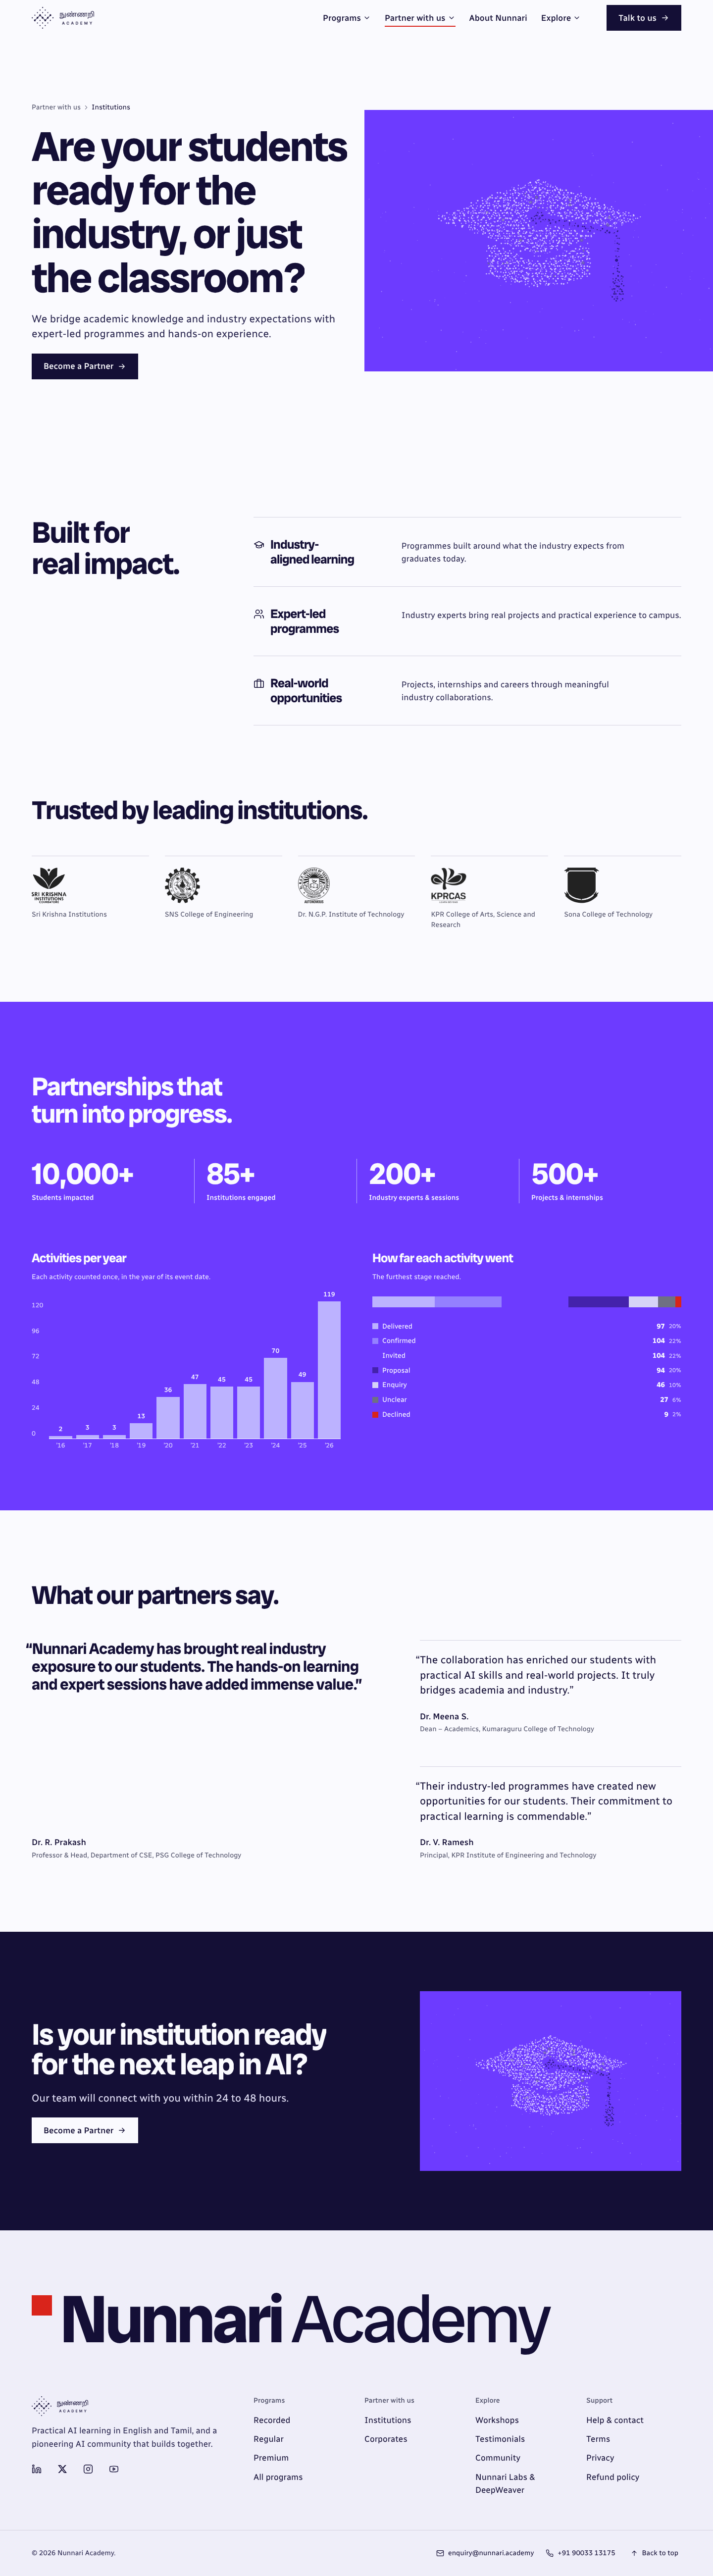 நுண்ணறி
ACADEMY
Programs
Partner with us
About Nunnari
Explore
Talk to us
Partner with us › Institutions
Are your students
ready for the
industry, or just
the classroom?
We bridge academic knowledge and industry expectations with
expert-led programmes and hands-on experience.
Become a Partner
Built for
real impact.
Industry-
aligned learning
Programmes built around what the industry expects from
graduates today.
Expert-led
programmes
Industry experts bring real projects and practical experience to campus.
Real-world
opportunities
Projects, internships and careers through meaningful
industry collaborations.
Trusted by leading institutions.
SRI KRISHNA
INSTITUTIONS
KPRCAS
Sri Krishna Institutions
SNS College of Engineering
Dr. N.G.P. Institute of Technology
KPR College of Arts, Science and
Research
Sona College of Technology
Partnerships that
turn into progress.
10,000+
Students impacted
85+
Institutions engaged
200+
Industry experts & sessions
500+
Projects & internships
Activities per year
Each activity counted once, in the year of its event date.
120
96
72
48
24
0
2
3
3
13
36
47
45
45
70
49
119
'16
'17
'18
'19
'20
'21
'22
'23
'24
'25
'26
How far each activity went
The furthest stage reached.
Delivered 97 20%
Confirmed 104 22%
Invited 104 22%
Proposal 94 20%
Enquiry 46 10%
Unclear 27 6%
Declined 9 2%
What our partners say.
“Nunnari Academy has brought real industry
exposure to our students. The hands-on learning
and expert sessions have added immense value.”
Dr. R. Prakash
Professor & Head, Department of CSE, PSG College of Technology
“The collaboration has enriched our students with
practical AI skills and real-world projects. It truly
bridges academia and industry.”
Dr. Meena S.
Dean – Academics, Kumaraguru College of Technology
“Their industry-led programmes have created new
opportunities for our students. Their commitment to
practical learning is commendable.”
Dr. V. Ramesh
Principal, KPR Institute of Engineering and Technology
Is your institution ready
for the next leap in AI?
Our team will connect with you within 24 to 48 hours.
Become a Partner
Nunnari Academy
நுண்ணறி
ACADEMY
Practical AI learning in English and Tamil, and a
pioneering AI community that builds together.
Programs
Recorded
Regular
Premium
All programs
Partner with us
Institutions
Corporates
Explore
Workshops
Testimonials
Community
Nunnari Labs &
DeepWeaver
Support
Help & contact
Terms
Privacy
Refund policy
© 2026 Nunnari Academy.
enquiry@nunnari.academy
+91 90033 13175
Back to top